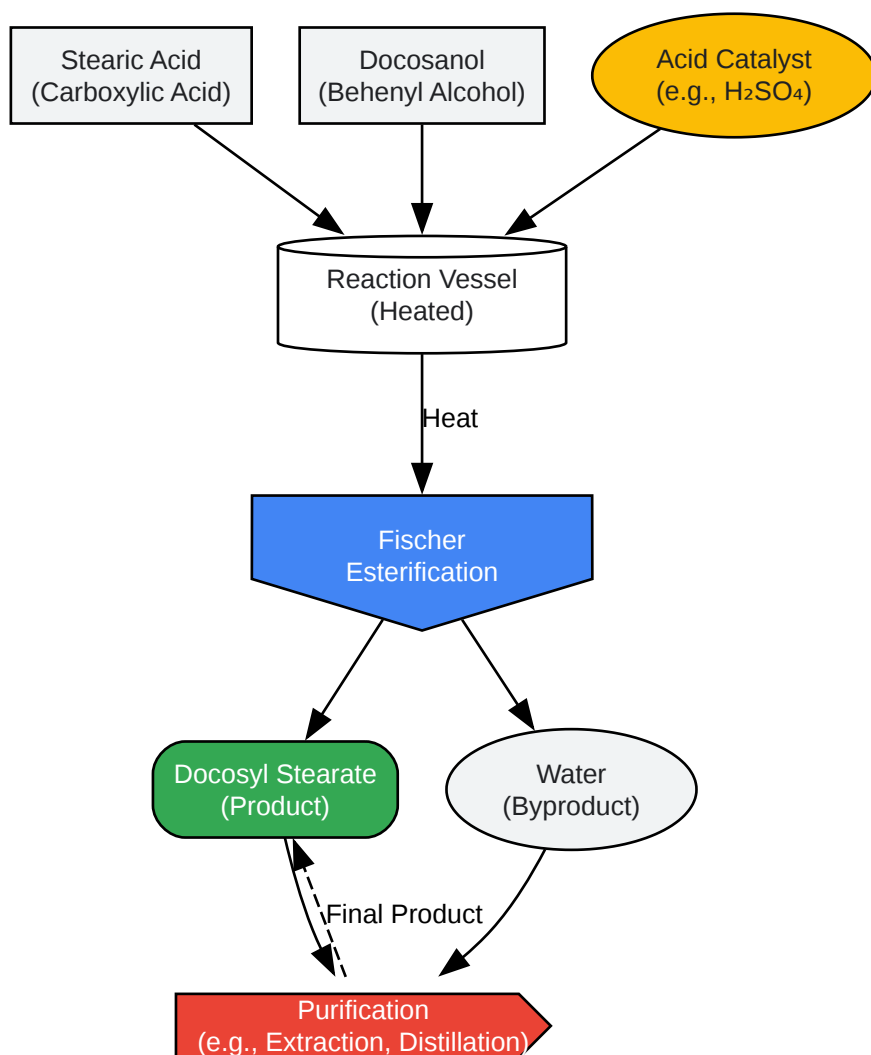 Stearic Acid
(Carboxylic Acid)
Docosanol
(Behenyl Alcohol)
Acid Catalyst
(e.g., H₂SO₄)
Reaction Vessel
(Heated)
Heat
Fischer
Esterification
Docosyl Stearate
(Product)
Water
(Byproduct)
Final Product
Purification
(e.g., Extraction, Distillation)